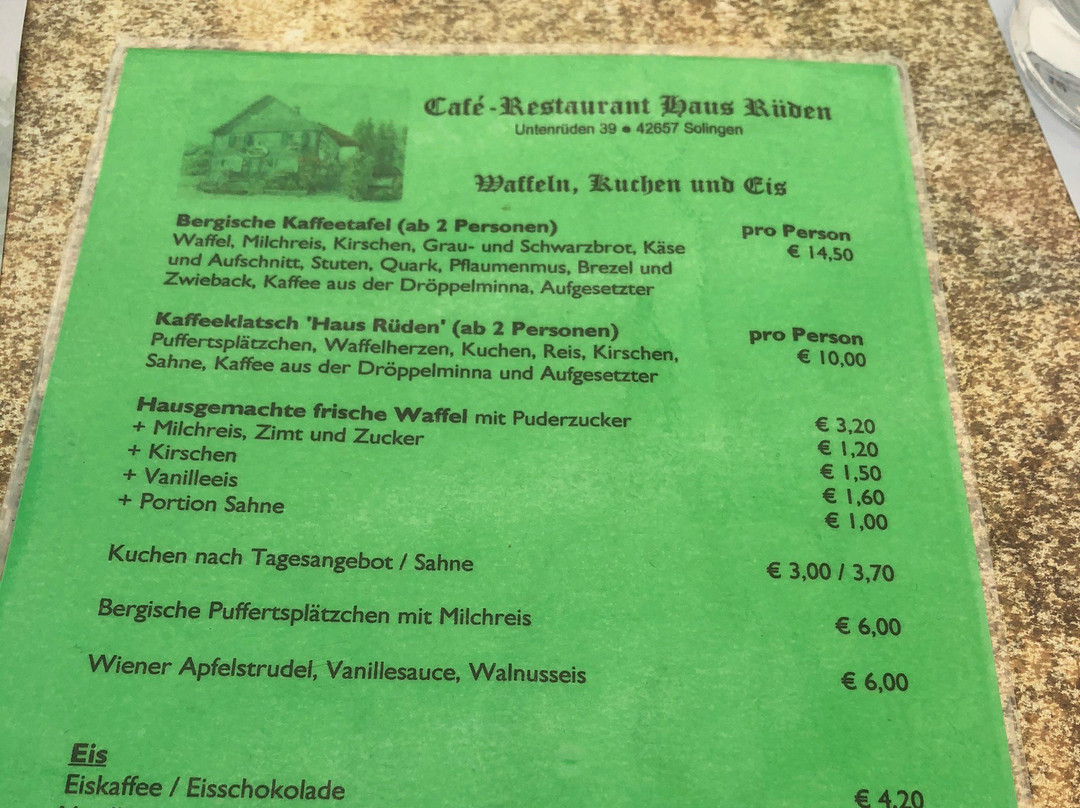 Café-Restaurant Haus Rüden
Untenrüden 39 ● 42657 Solingen
Waffeln, Kuchen und Eis
Bergische Kaffeetafel (ab 2 Personen) pro Person
Waffel, Milchreis, Kirschen, Grau- und Schwarzbrot, Käse € 14,50
und Aufschnitt, Stuten, Quark, Pflaumenmus, Brezel und
Zwieback, Kaffee aus der Dröppelminna, Aufgesetzter
Kaffeeklatsch 'Haus Rüden' (ab 2 Personen) pro Person
Puffertsplätzchen, Waffelherzen, Kuchen, Reis, Kirschen, € 10,00
Sahne, Kaffee aus der Dröppelminna und Aufgesetzter
Hausgemachte frische Waffel mit Puderzucker € 3,20
+ Milchreis, Zimt und Zucker € 1,20
+ Kirschen € 1,50
+ Vanilleeis € 1,60
+ Portion Sahne € 1,00
Kuchen nach Tagesangebot / Sahne € 3,00 / 3,70
Bergische Puffertsplätzchen mit Milchreis € 6,00
Wiener Apfelstrudel, Vanillesauce, Walnusseis € 6,00
Eis
Eiskaffee / Eisschokolade € 4,20